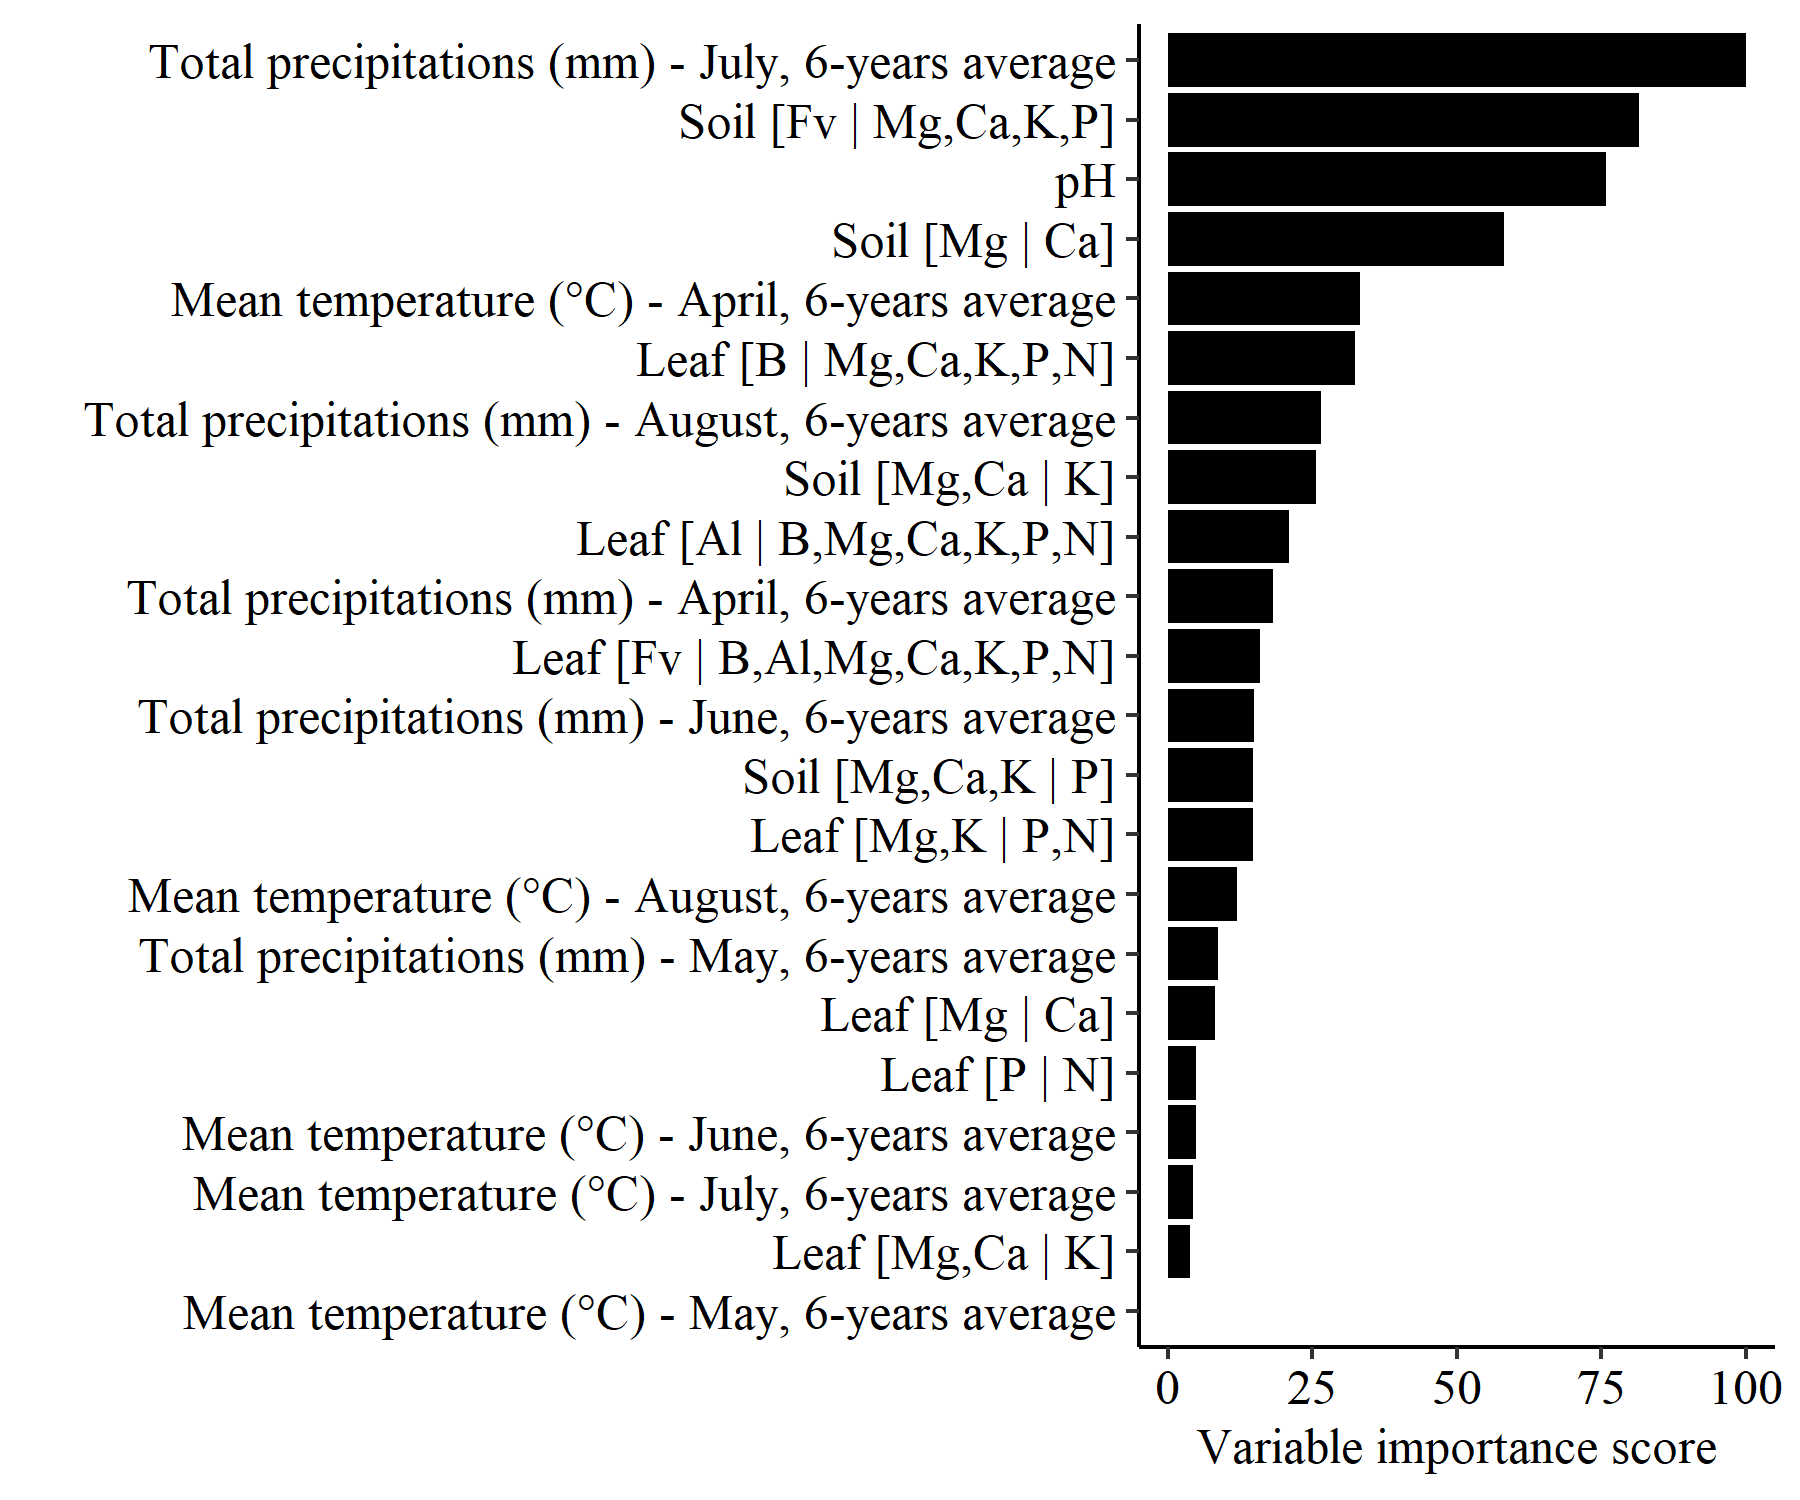 Total precipitations (mm) - July, 6-years average
Soil [Fv | Mg,Ca,K,P]
pH
Soil [Mg | Ca]
Mean temperature (°C) - April, 6-years average
Leaf [B | Mg,Ca,K,P,N]
Total precipitations (mm) - August, 6-years average
Soil [Mg,Ca | K]
Leaf [Al | B,Mg,Ca,K,P,N]
Total precipitations (mm) - April, 6-years average
Leaf [Fv | B,Al,Mg,Ca,K,P,N]
Total precipitations (mm) - June, 6-years average
Soil [Mg,Ca,K | P]
Leaf [Mg,K | P,N]
Mean temperature (°C) - August, 6-years average
Total precipitations (mm) - May, 6-years average
Leaf [Mg | Ca]
Leaf [P | N]
Mean temperature (°C) - June, 6-years average
Mean temperature (°C) - July, 6-years average
Leaf [Mg,Ca | K]
Mean temperature (°C) - May, 6-years average
0 25 50 75 100
Variable importance score